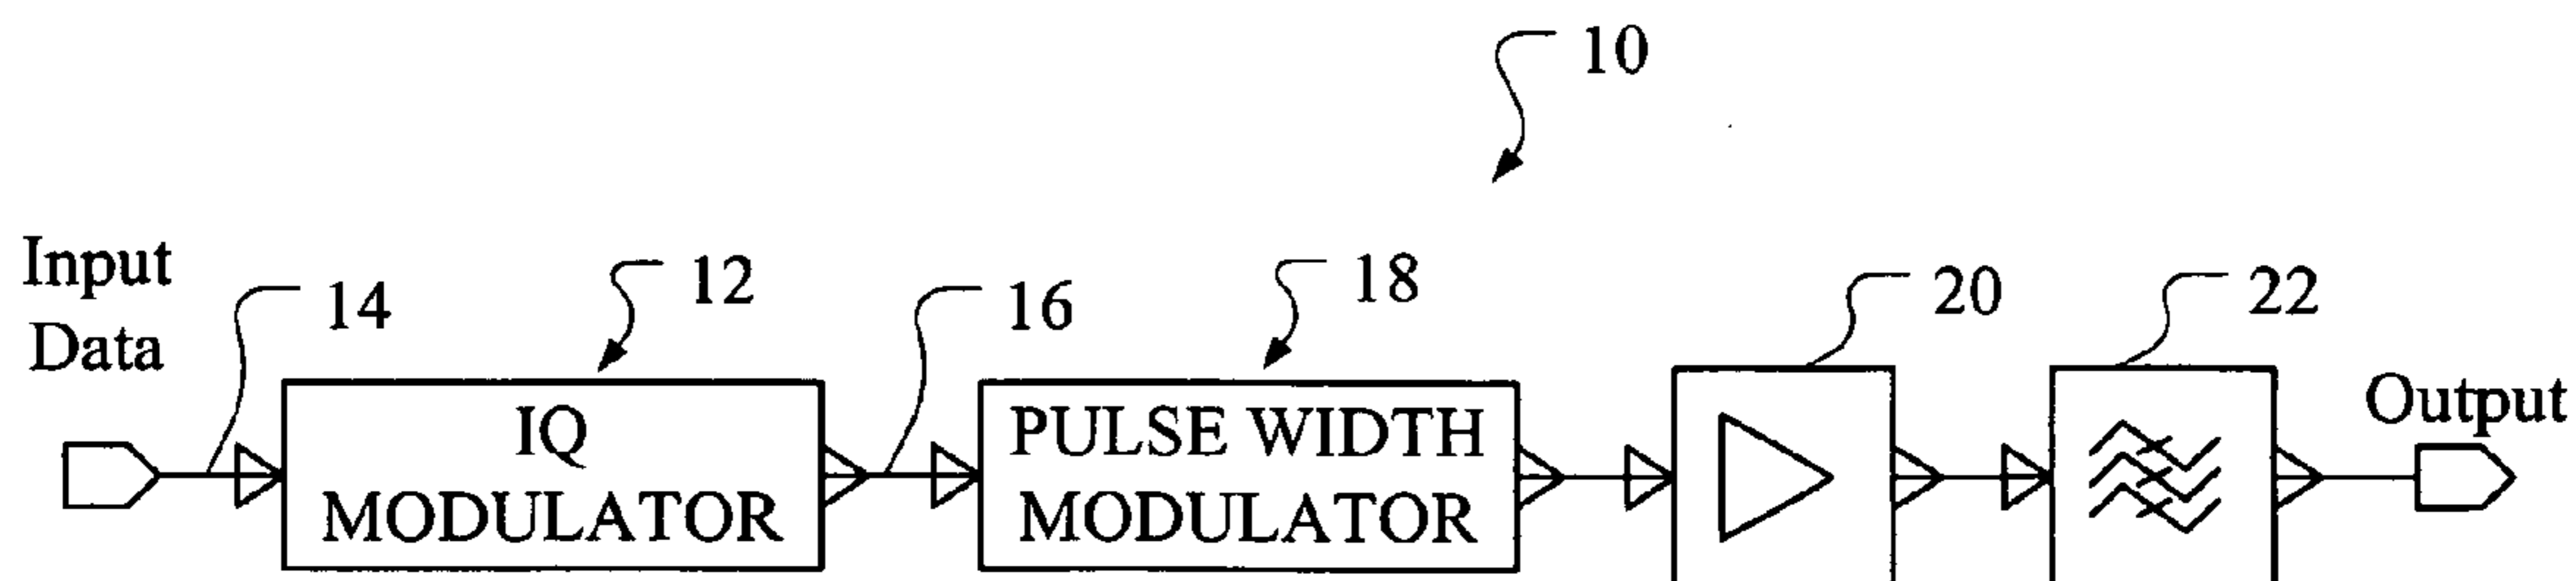 10
Input
Data
14
12
16
18
20
22
IQ
MODULATOR
PULSE WIDTH
MODULATOR
Output